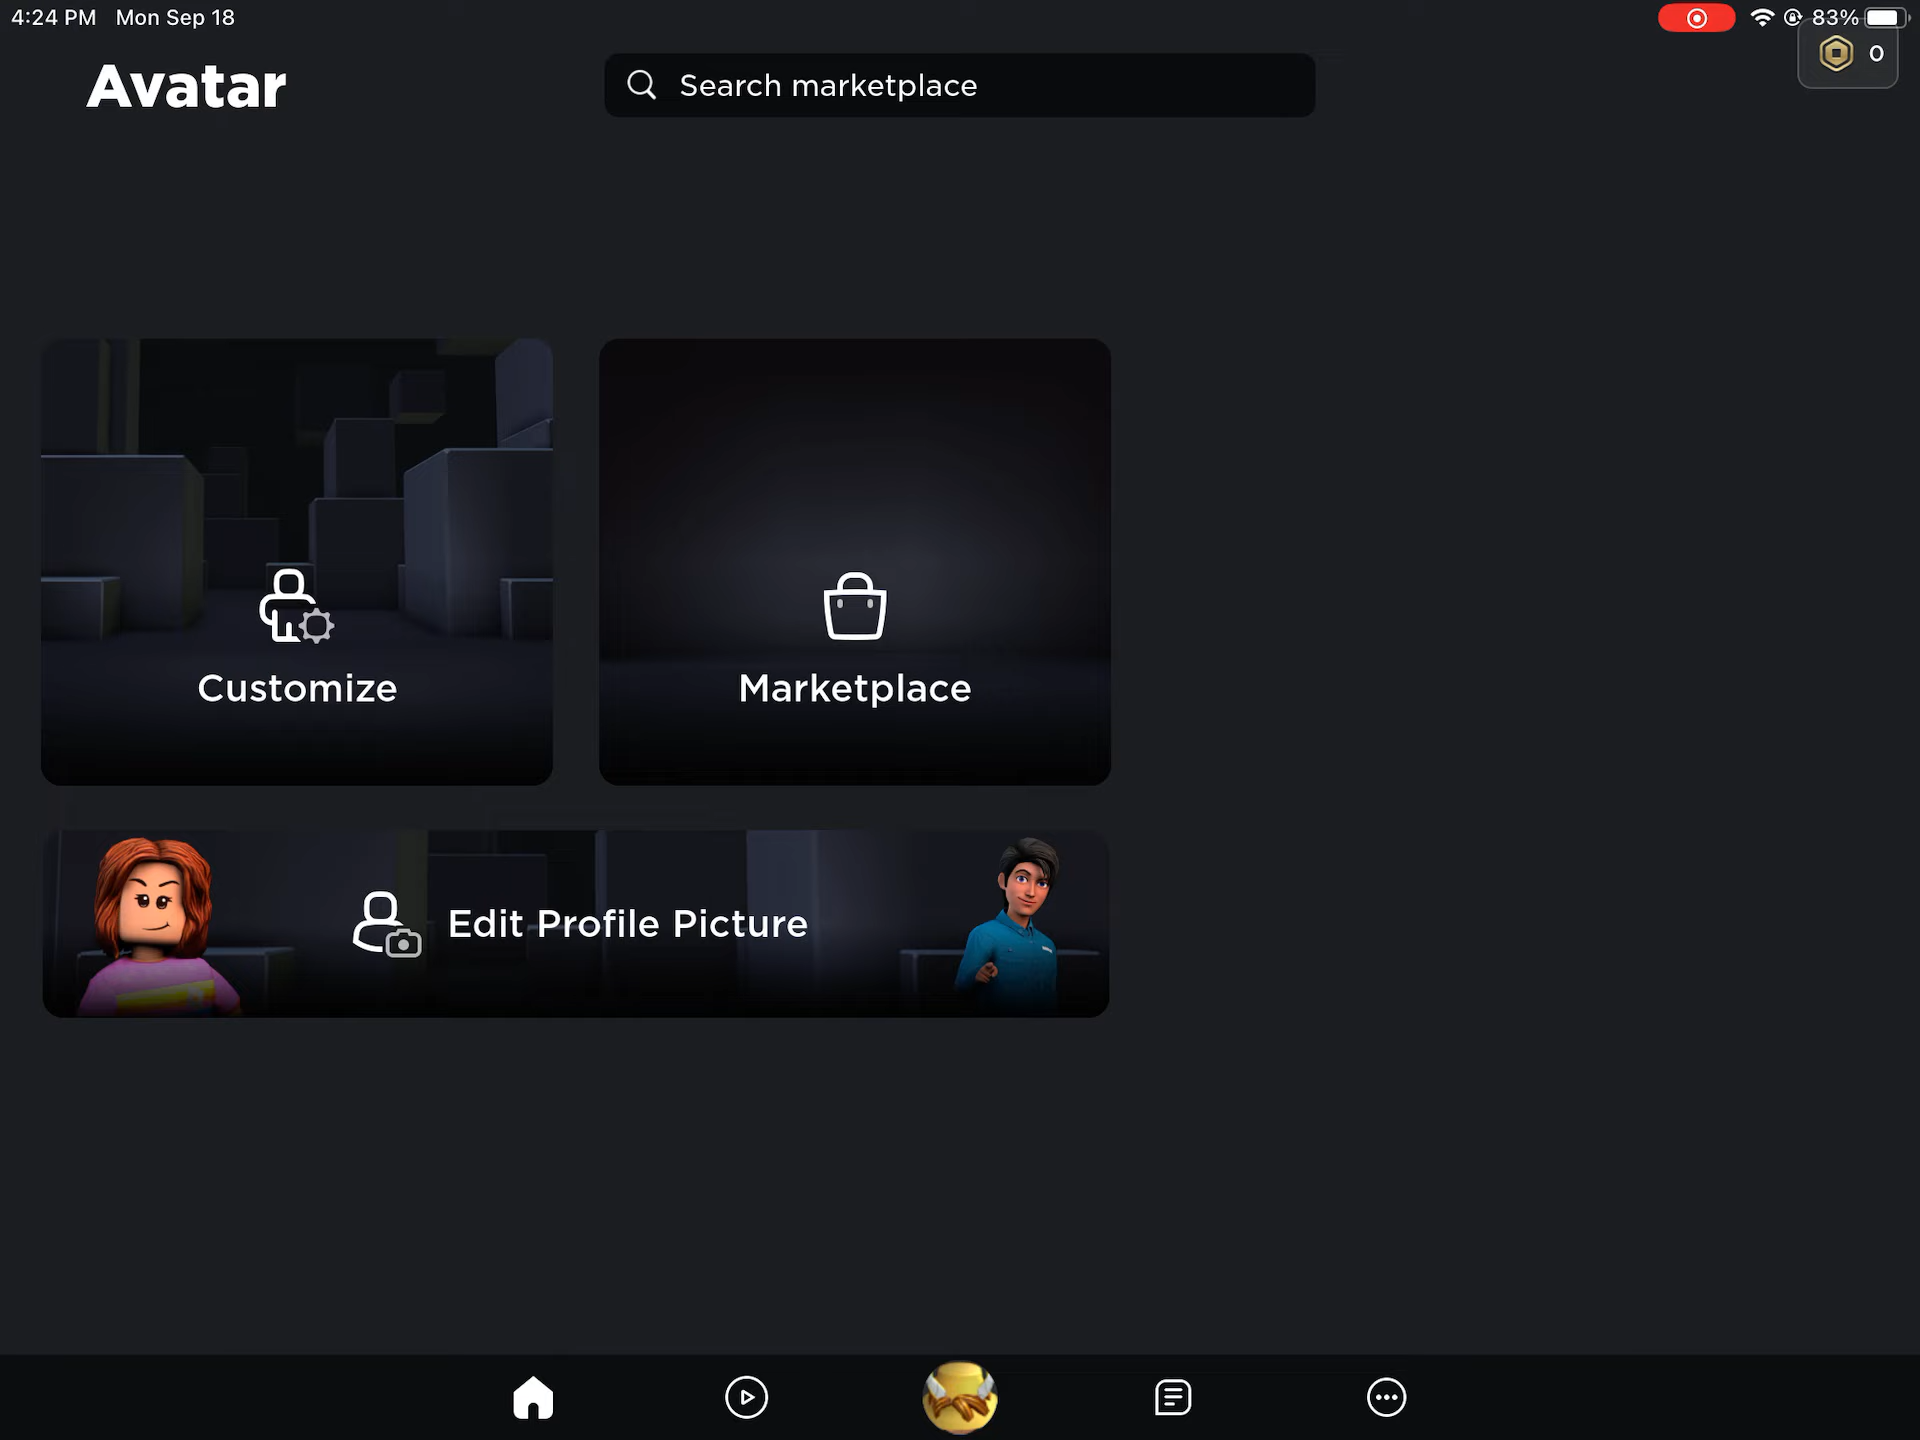 4:24 PM Mon Sep 18
83%
0
Avatar
Search marketplace
Customize
Marketplace
Edit Profile Picture